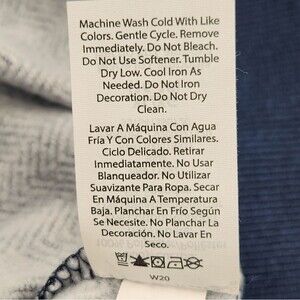 Machine Wash Cold With Like
Colors. Gentle Cycle. Remove
Immediately. Do Not Bleach.
Do Not Use Softener. Tumble
Dry Low. Cool Iron As
Needed. Do Not Iron
Decoration. Do Not Dry
Clean.
Lavar A Máquina Con Agua
Fría Y Con Colores Similares.
Ciclo Delicado. Retirar
Inmediatamente. No Usar
Blanqueador. No Utilizar
Suavizante Para Ropa. Secar
En Máquina A Temperatura
Baja. Planchar En Frío Según
Se Necesite. No Planchar La
Decoración. No Lavar En
Seco.
W20